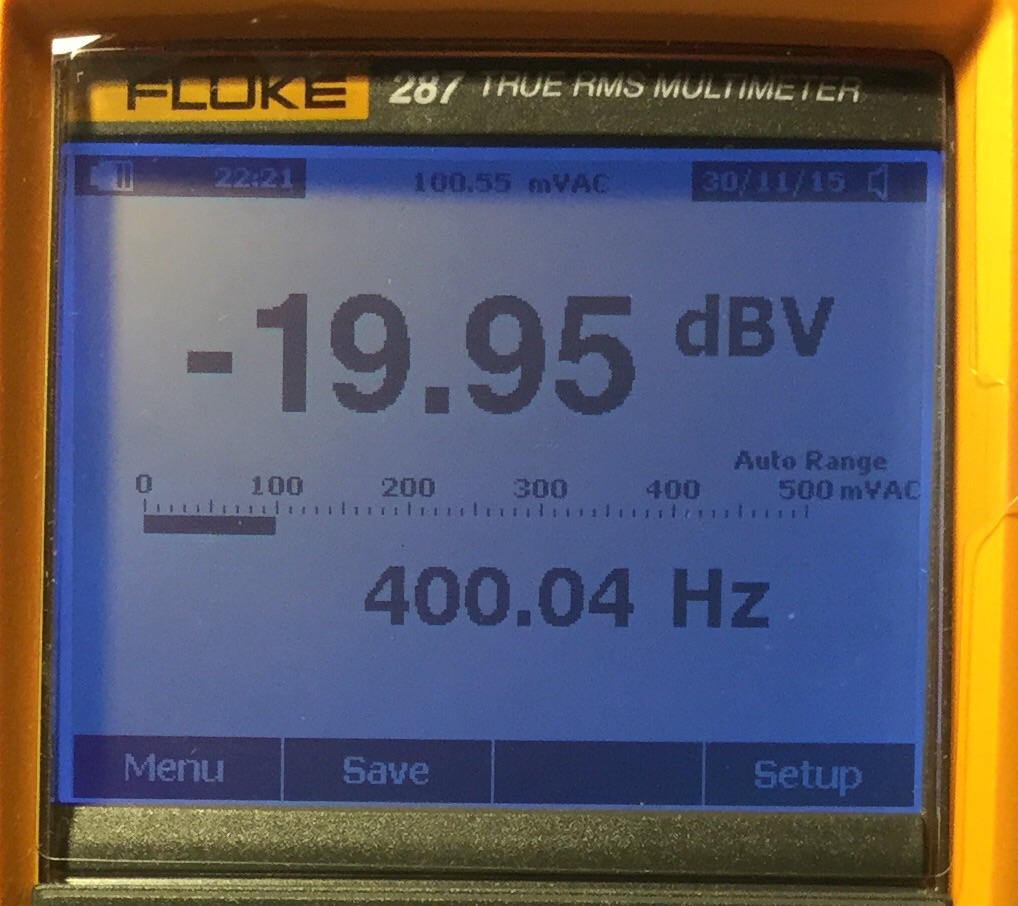 FLUKE 287 TRUE RMS MULTIMETER
22:21 100.55 mVAC 30/11/15
-19.95 dBV
Auto Range
0 100 200 300 400 500 mVAC
400.04 Hz
Menu Save Setup